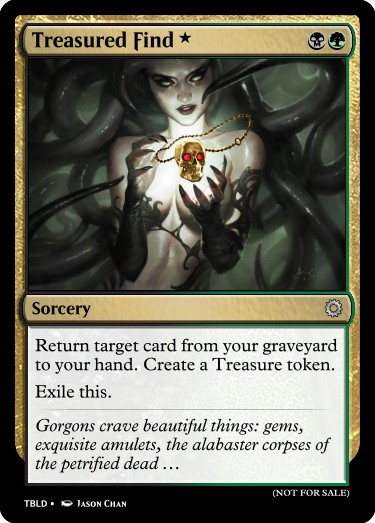 Treasured Find ★
Sorcery
Return target card from your graveyard
to your hand. Create a Treasure token.
Exile this.
Gorgons crave beautiful things: gems,
exquisite amulets, the alabaster corpses of
the petrified dead …
(NOT FOR SALE)
TBLD • Jason Chan